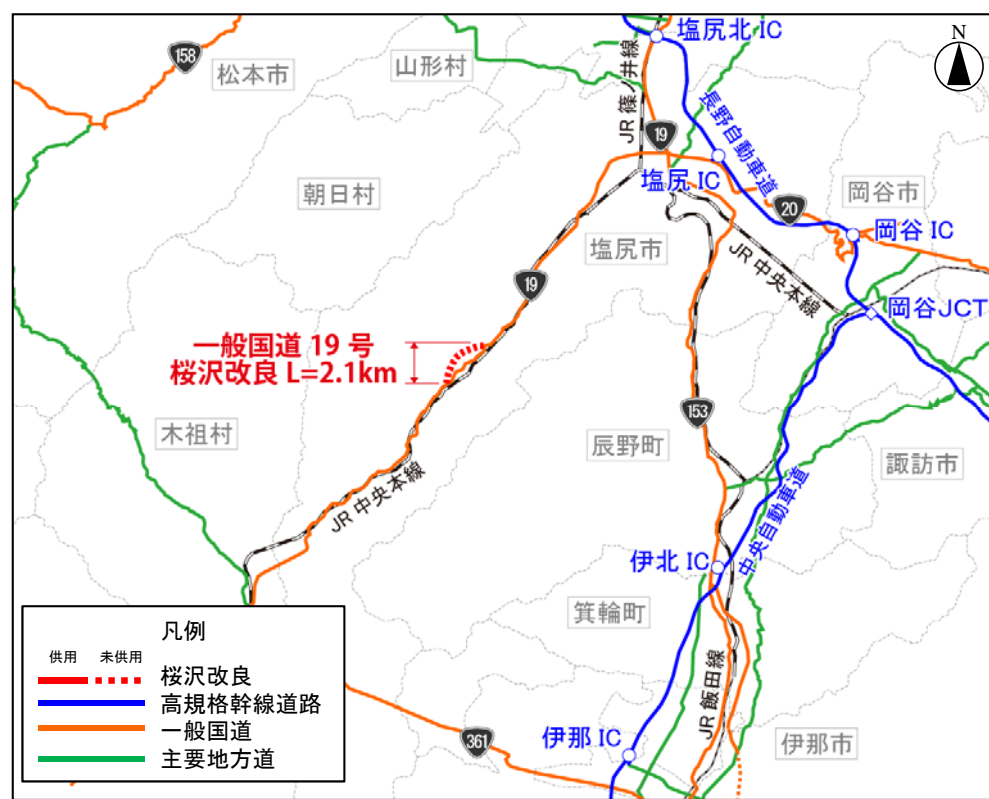 塩尻北 IC
N
158
松本市
山形村
JR 篠ノ井線
長野自動車道
19
朝日村
塩尻 IC
岡谷市
20
岡谷 IC
塩尻市
JR 中央本線
19
岡谷JCT
一般国道 19 号
桜沢改良 L=2.1km
木祖村
153
辰野町
諏訪市
JR 中央本線
中央自動車道
伊北 IC
箕輪町
凡例
供用 未供用
桜沢改良
高規格幹線道路
一般国道
主要地方道
JR 飯田線
361
伊那 IC
伊那市